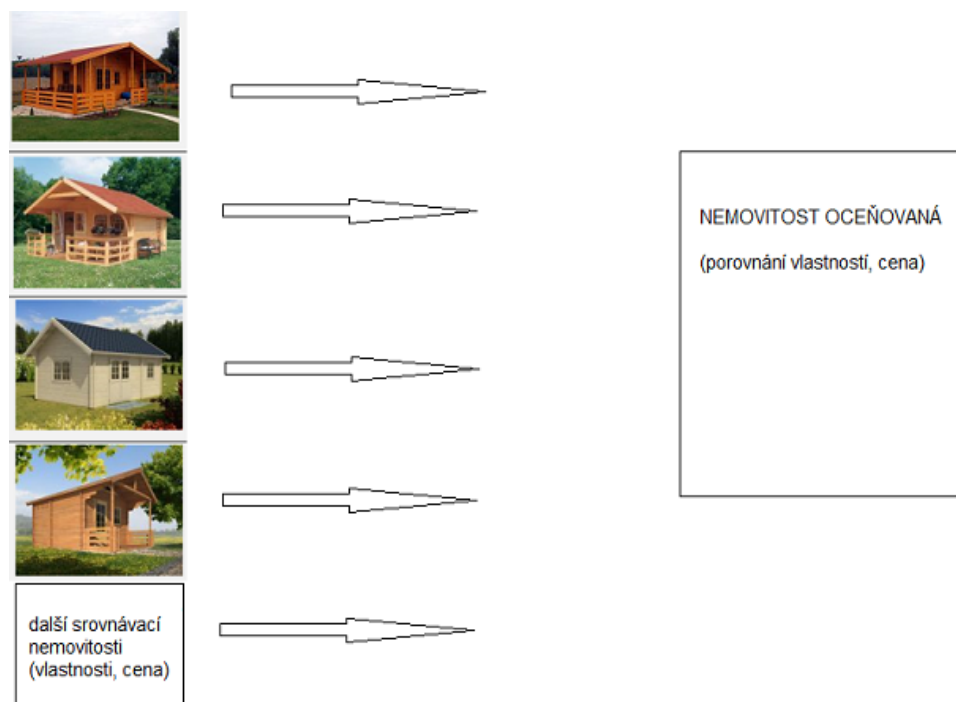 NEMOVITOST OCEŇOVANÁ
(porovnání vlastností, cena)
další srovnávací
nemovitosti
(vlastnosti, cena)